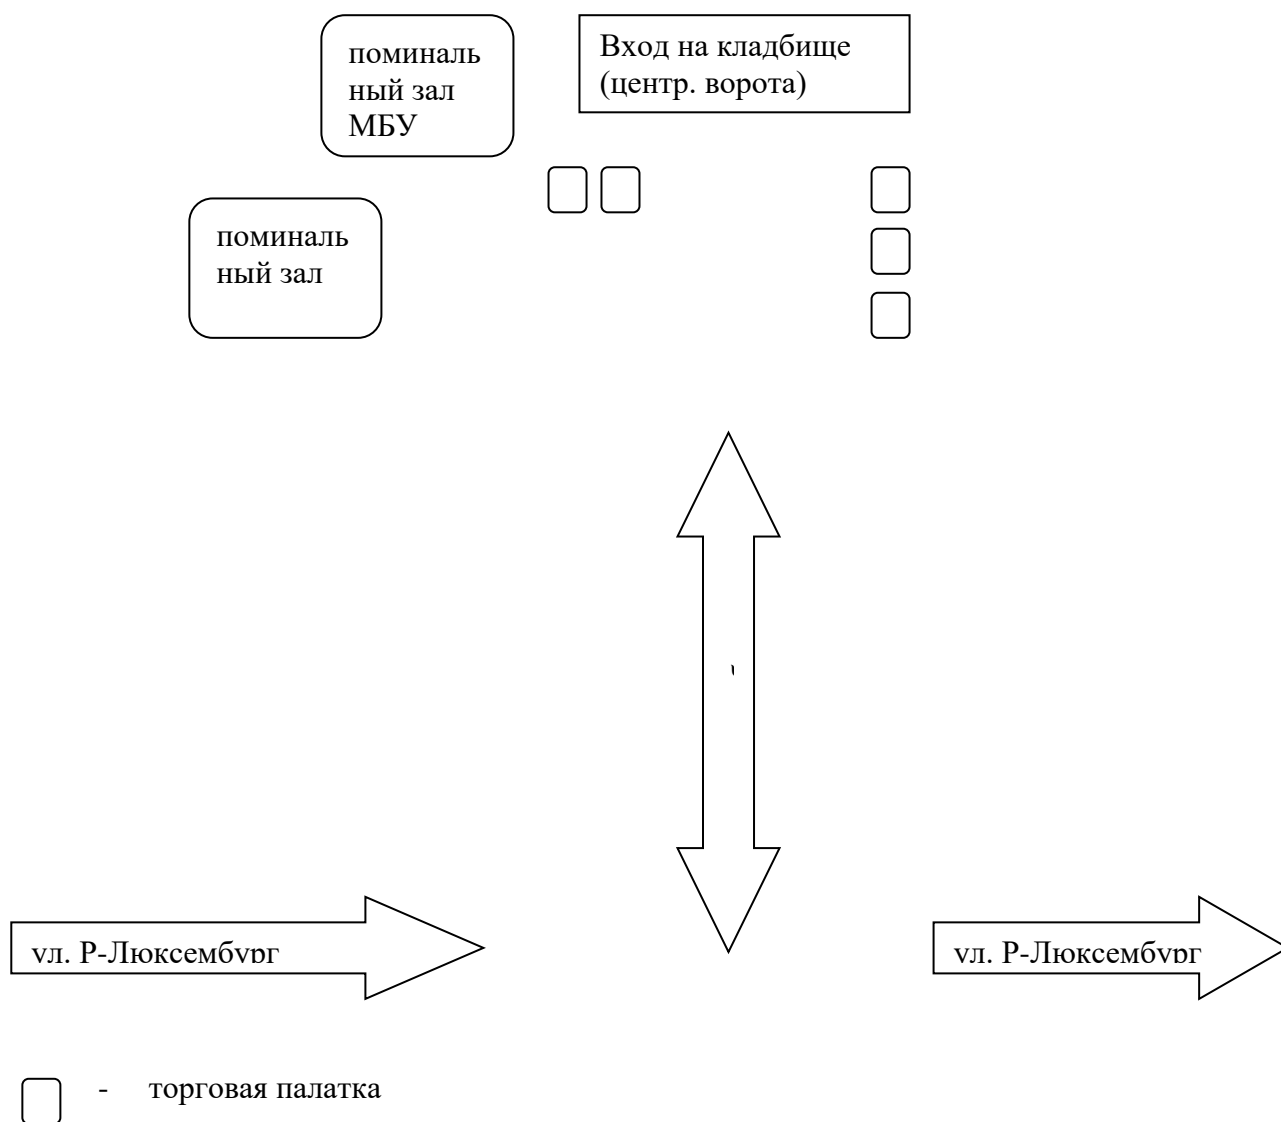 поминаль
ный зал
МБУ
Вход на кладбище
(центр. ворота)
поминаль
ный зал
ул. Р-Люксембург
ул. Р-Люксембург
- торговая палатка